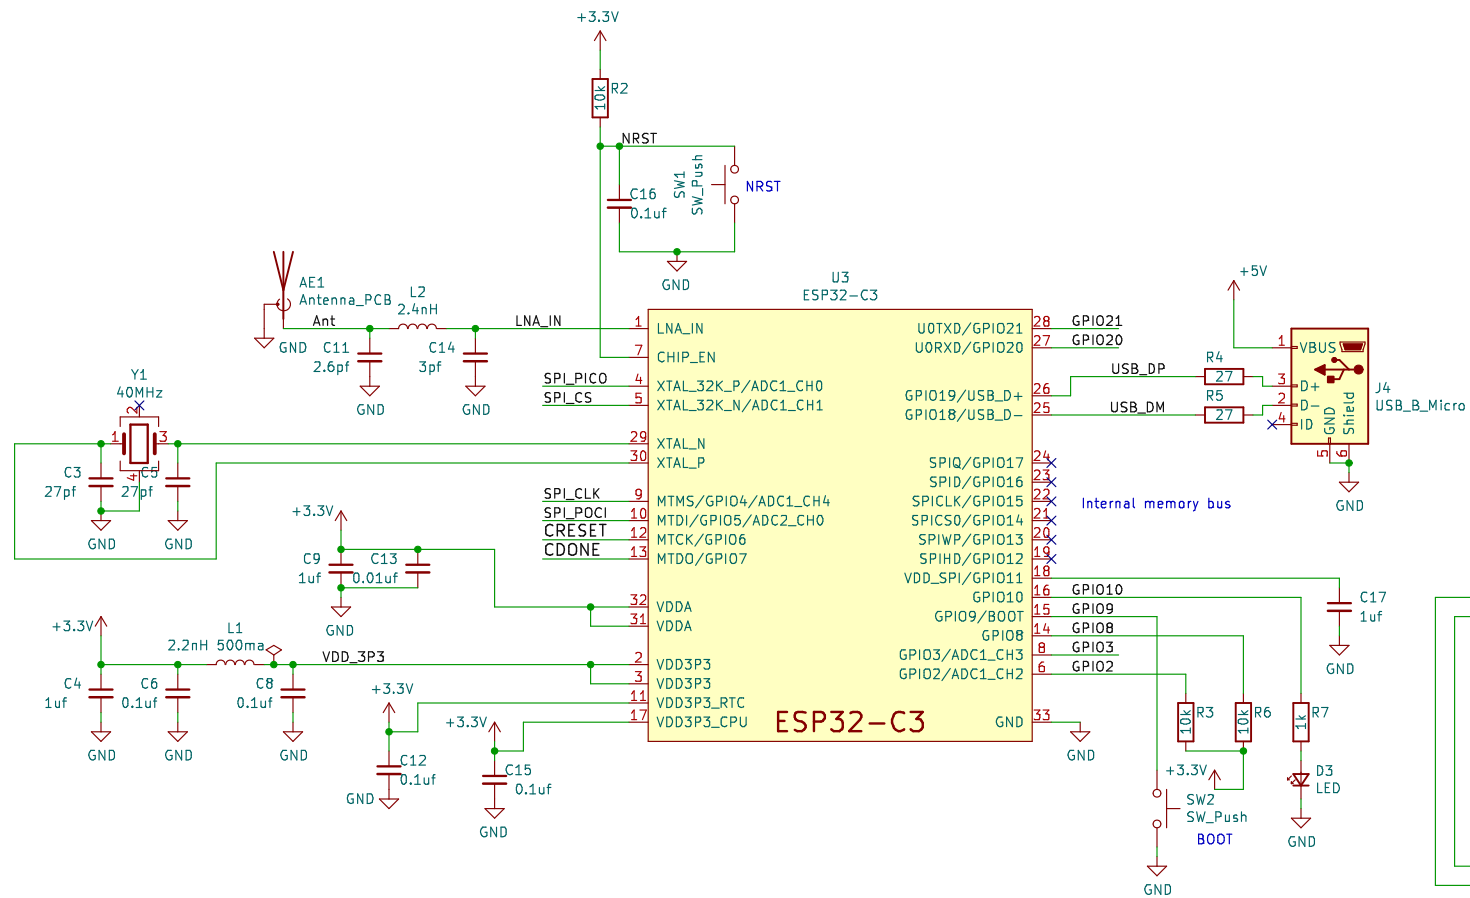 +3.3V
R2
10k
NRST
SW1
SW_Push
NRST
C16
0.1uf
GND
AE1
Antenna_PCB
GND
Ant
L2
2.4nH
LNA_IN
C11
2.6pf
GND
C14
3pf
GND
Y1
40MHz
1
2
3
4
C3
27pf
GND
C5
27pf
GND
SPI_PICO
SPI_CS
SPI_CLK
SPI_POCI
CRESET
CDONE
+3.3V
C9
1uf
C13
0.01uf
GND
+3.3V
L1
2.2nH 500ma
VDD_3P3
C4
1uf
GND
C6
0.1uf
GND
C8
0.1uf
GND
+3.3V
C12
0.1uf
GND
+3.3V
C15
0.1uf
GND
U3
ESP32-C3
1 LNA_IN
7 CHIP_EN
4 XTAL_32K_P/ADC1_CH0
5 XTAL_32K_N/ADC1_CH1
29 XTAL_N
30 XTAL_P
9 MTMS/GPIO4/ADC1_CH4
10 MTDI/GPIO5/ADC2_CH0
12 MTCK/GPIO6
13 MTDO/GPIO7
32 VDDA
31 VDDA
2 VDD3P3
3 VDD3P3
11 VDD3P3_RTC
17 VDD3P3_CPU
ESP32-C3
U0TXD/GPIO21 28 GPIO21
U0RXD/GPIO20 27 GPIO20
GPIO19/USB_D+ 26 USB_DP
GPIO18/USB_D- 25 USB_DM
SPIQ/GPIO17 24
SPID/GPIO16 23
SPICLK/GPIO15 22
SPICS0/GPIO14 21
SPIWP/GPIO13 20
SPIHD/GPIO12 19
VDD_SPI/GPIO11 18
GPIO10 16 GPIO10
GPIO9/BOOT 15 GPIO9
GPIO8 14 GPIO8
GPIO3/ADC1_CH3 8 GPIO3
GPIO2/ADC1_CH2 6 GPIO2
GND 33
GND
Internal memory bus
+5V
R4
27
R5
27
1 VBUS
3 D+
2 D-
4 ID
GND
Shield
5
6
J4
USB_B_Micro
GND
C17
1uf
GND
10k
R3
10k
R6
1k
R7
+3.3V
D3
LED
GND
SW2
SW_Push
BOOT
GND